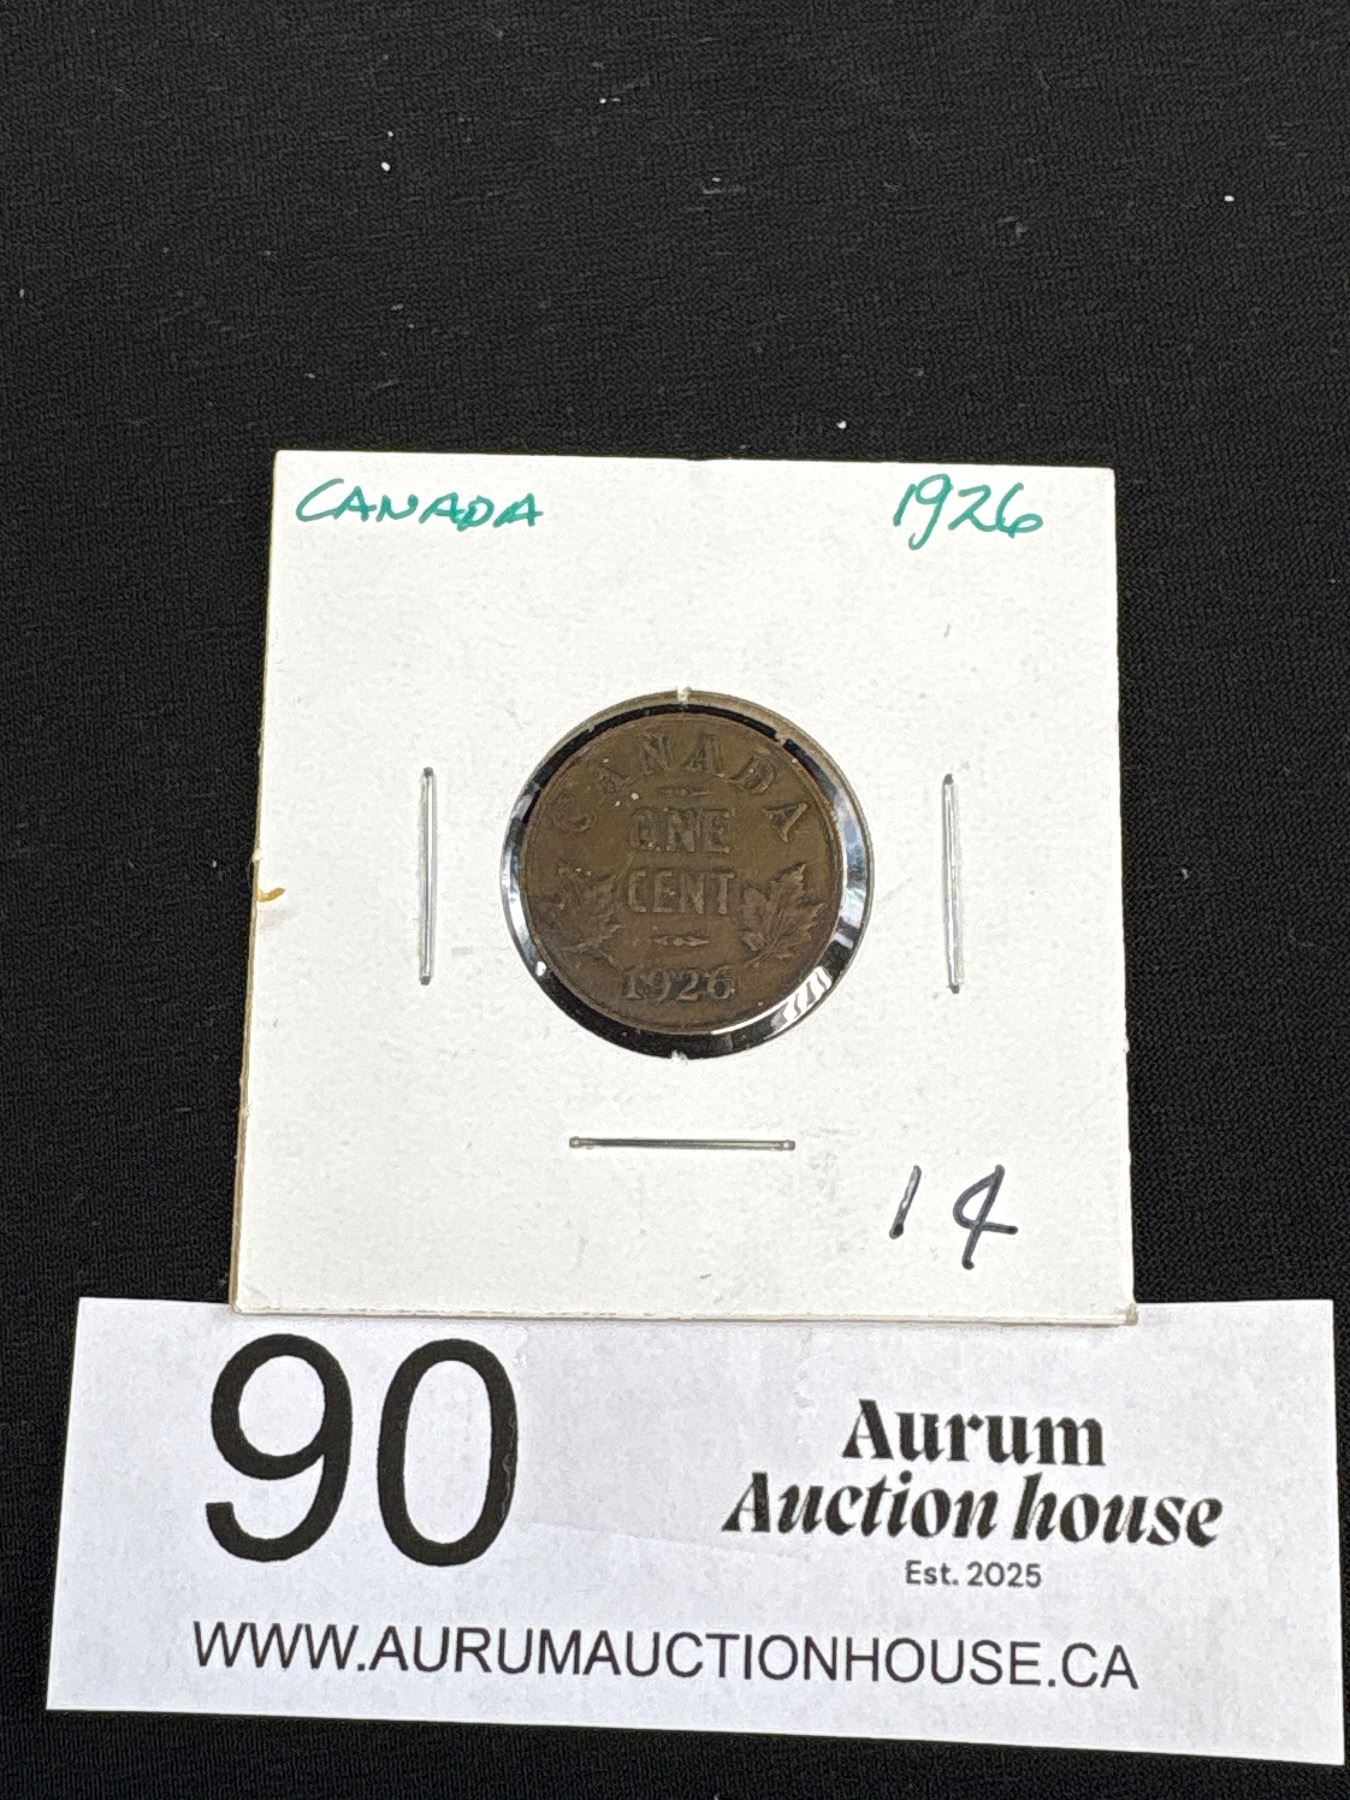 CANADA 1926
CANADA
ONE
CENT
1926
1¢
90
Aurum
Auction house
Est. 2025
WWW.AURUMAUCTIONHOUSE.CA